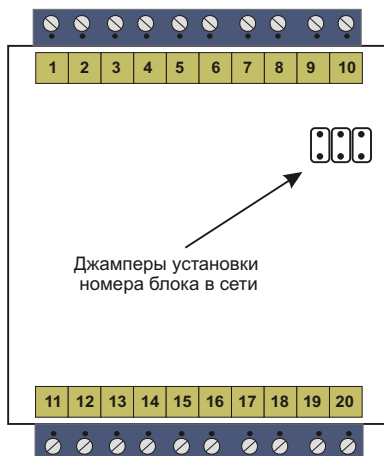 1 2 3 4 5 6 7 8 9 10
Джамперы установки
номера блока в сети
11 12 13 14 15 16 17 18 19 20